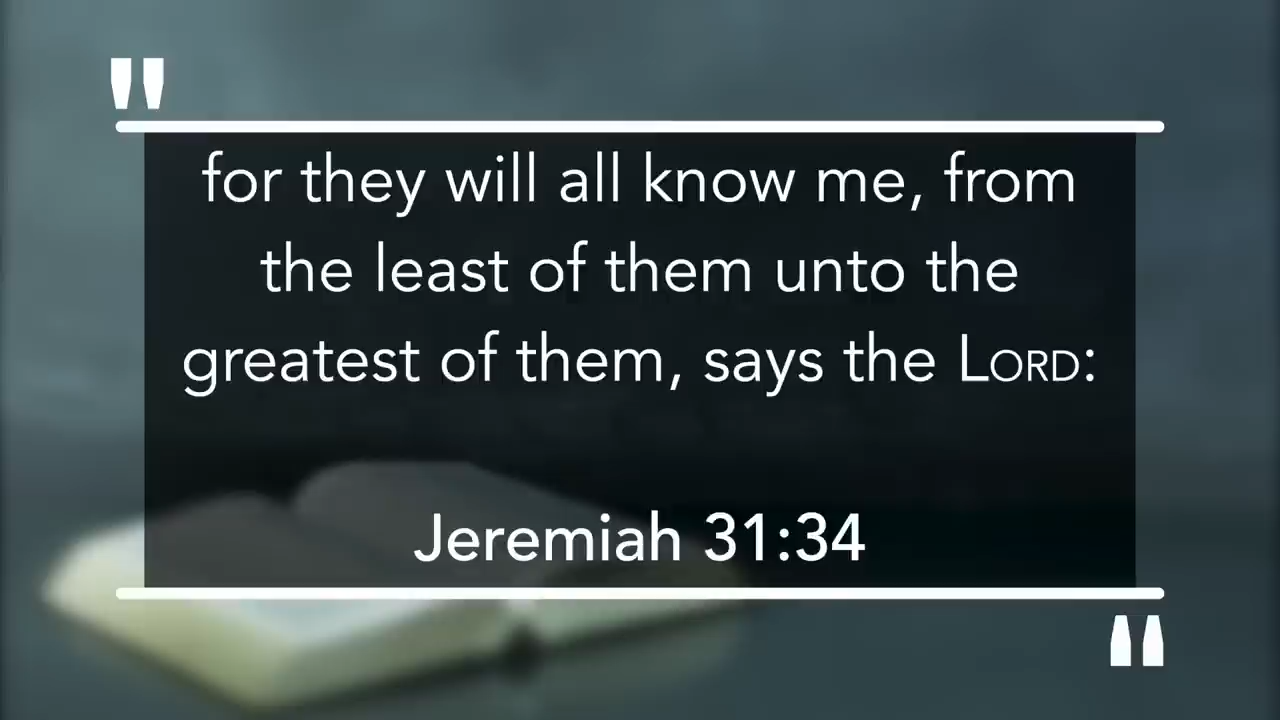 "
for they will all know me, from
the least of them unto the
greatest of them, says the LORD:
Jeremiah 31:34
"